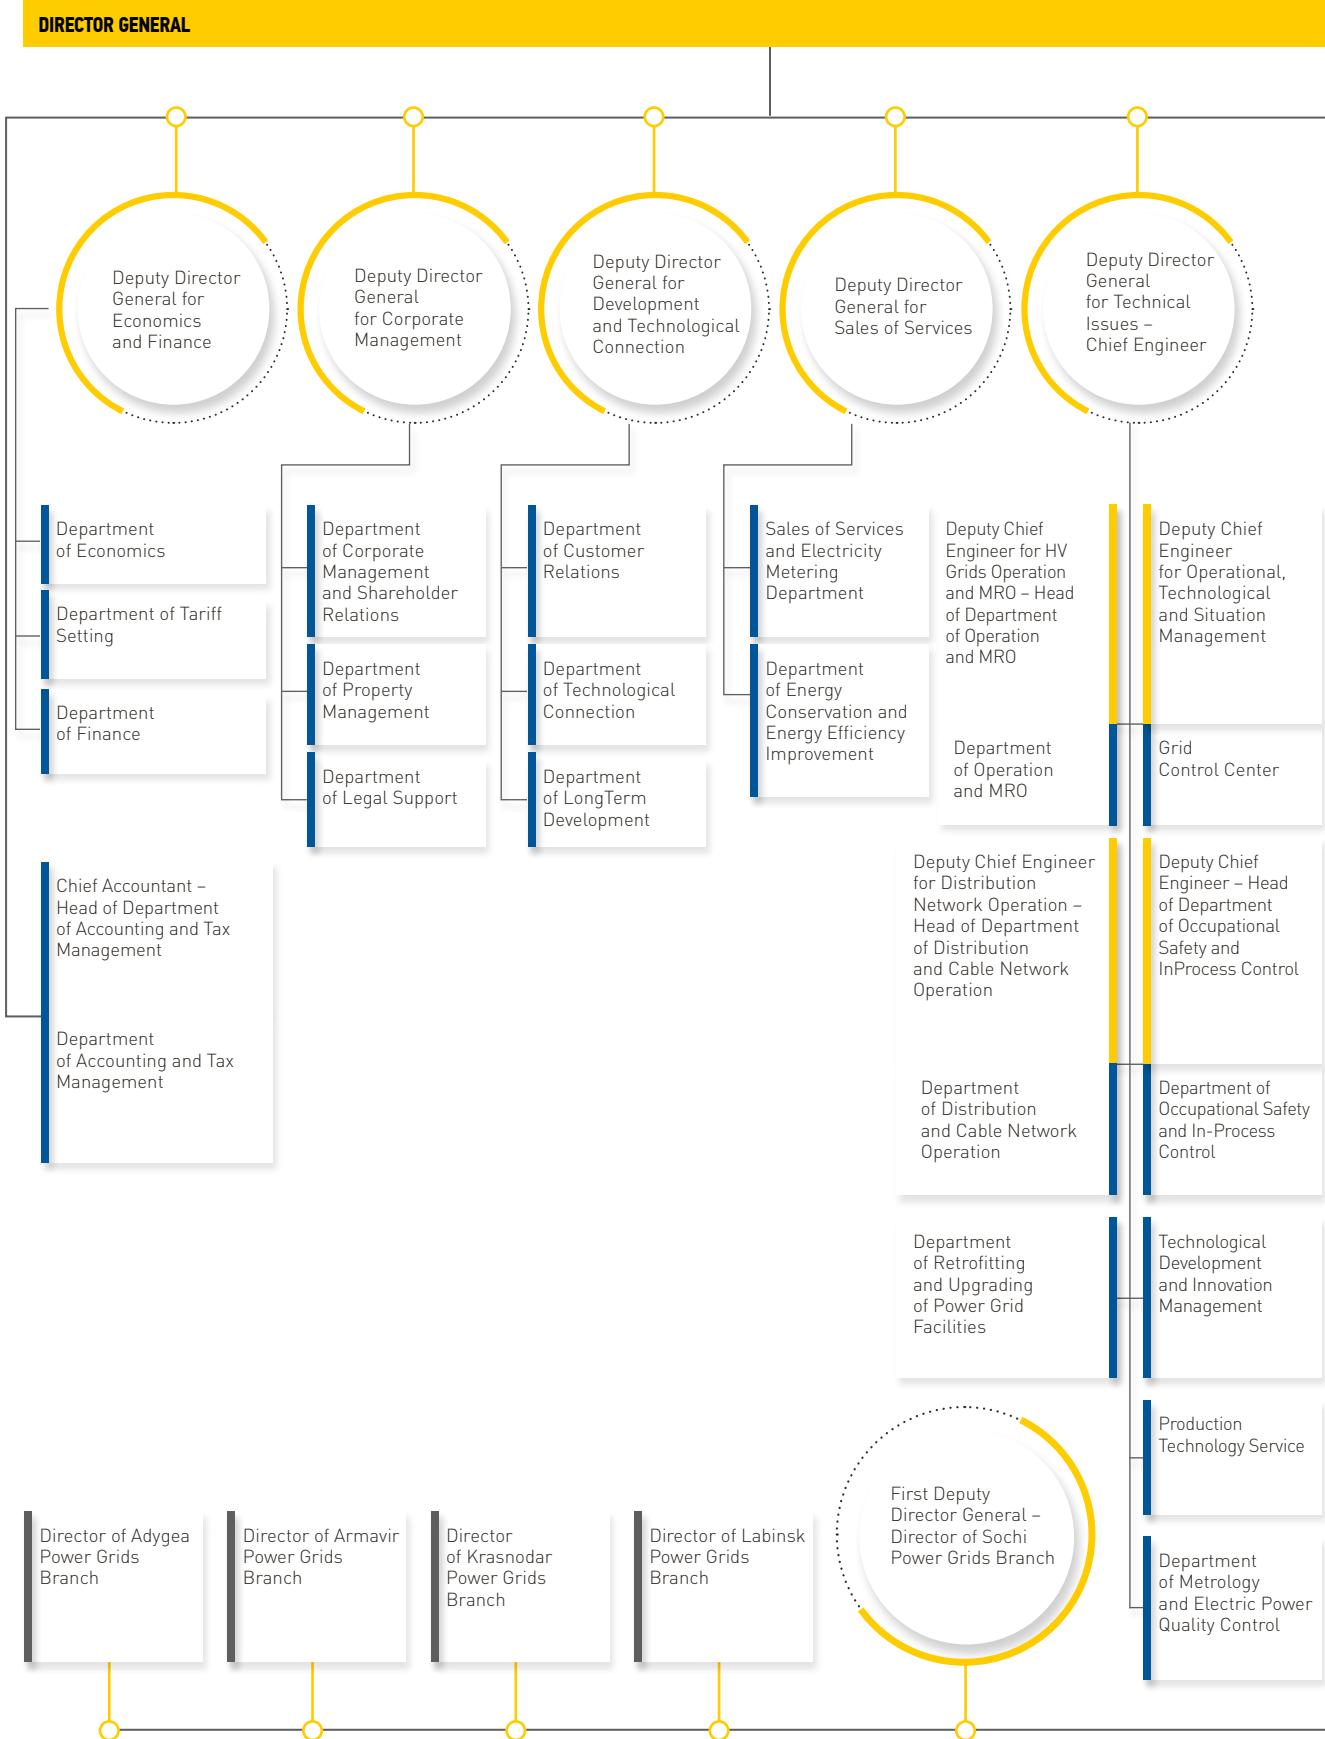 DIRECTOR GENERAL
Deputy Director
General for
Economics
and Finance
Deputy Director
General
for Corporate
Management
Deputy Director
General for
Development
and Technological
Connection
Deputy Director
General for
Sales of Services
Deputy Director
General
for Technical
Issues –
Chief Engineer
Department
of Economics
Department of Tariff
Setting
Department
of Finance
Department
of Corporate
Management
and Shareholder
Relations
Department
of Property
Management
Department
of Legal Support
Department
of Customer
Relations
Department
of Technological
Connection
Department
of LongTerm
Development
Sales of Services
and Electricity
Metering
Department
Department
of Energy
Conservation and
Energy Efficiency
Improvement
Deputy Chief
Engineer for HV
Grids Operation
and MRO – Head
of Department
of Operation
and MRO
Department
of Operation
and MRO
Deputy Chief
Engineer
for Operational,
Technological
and Situation
Management
Grid
Control Center
Chief Accountant –
Head of Department
of Accounting and Tax
Management
Department
of Accounting and Tax
Management
Deputy Chief Engineer
for Distribution
Network Operation –
Head of Department
of Distribution
and Cable Network
Operation
Department
of Distribution
and Cable Network
Operation
Deputy Chief
Engineer – Head
of Department
of Occupational
Safety and
InProcess Control
Department of
Occupational Safety
and In-Process
Control
Department
of Retrofitting
and Upgrading
of Power Grid
Facilities
Technological
Development
and Innovation
Management
Production
Technology Service
Department
of Metrology
and Electric Power
Quality Control
Director of Adygea
Power Grids
Branch
Director of Armavir
Power Grids
Branch
Director
of Krasnodar
Power Grids
Branch
Director of Labinsk
Power Grids
Branch
First Deputy
Director General –
Director of Sochi
Power Grids Branch